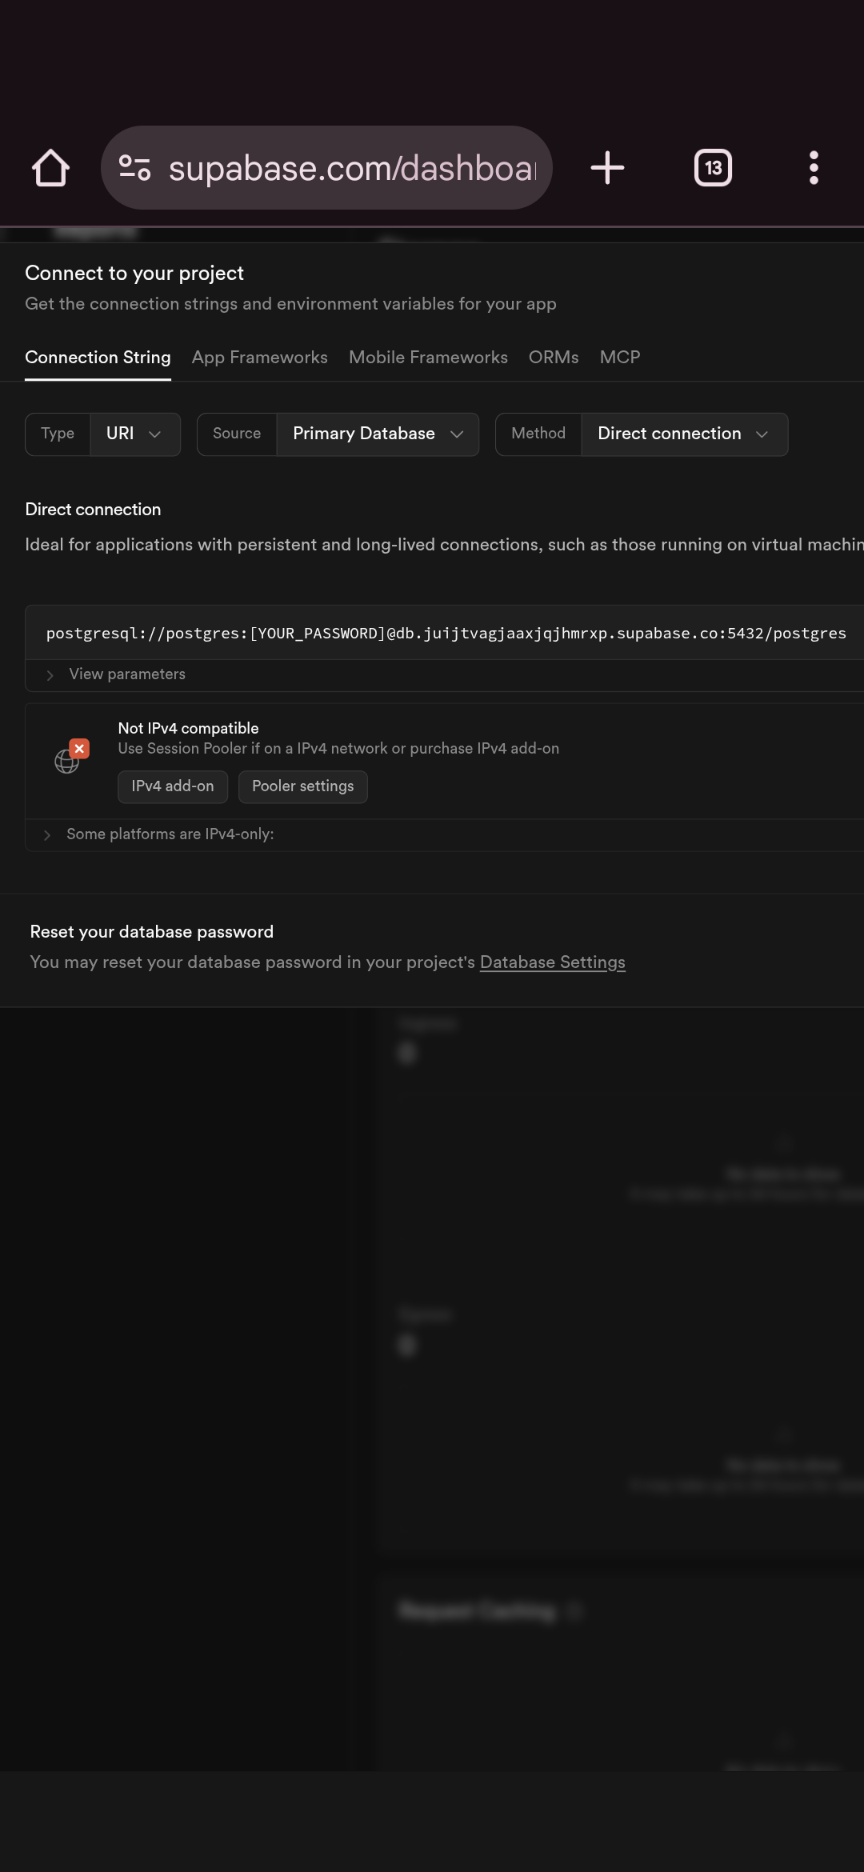 supabase.com/dashboa
13
Connect to your project
Get the connection strings and environment variables for your app
Connection String App Frameworks Mobile Frameworks ORMs MCP
Type URI Source Primary Database Method Direct connection
Direct connection
Ideal for applications with persistent and long-lived connections, such as those running on virtual machin
postgresql://postgres:[YOUR_PASSWORD]@db.juijtvagjaaxjqjhmrxp.supabase.co:5432/postgres
View parameters
Not IPv4 compatible
Use Session Pooler if on a IPv4 network or purchase IPv4 add-on
IPv4 add-on Pooler settings
Some platforms are IPv4-only:
Reset your database password
You may reset your database password in your project's Database Settings
0
0
Request Caching